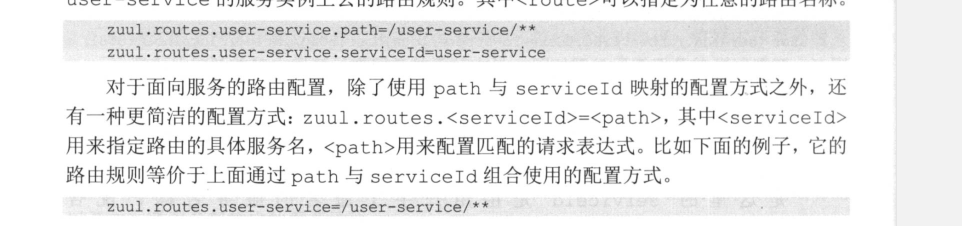 user-service 的服务实例上去的路由规则。其中<route>可以指定为任意的路由名称。
zuul.routes.user-service.path=/user-service/**
zuul.routes.user-service.serviceId=user-service
对于面向服务的路由配置，除了使用 path 与 serviceId 映射的配置方式之外，还
有一种更简洁的配置方式：zuul.routes.<serviceId>=<path>，其中<serviceId>
用来指定路由的具体服务名，<path>用来配置匹配的请求表达式。比如下面的例子，它的
路由规则等价于上面通过 path 与 serviceId 组合使用的配置方式。
zuul.routes.user-service=/user-service/**